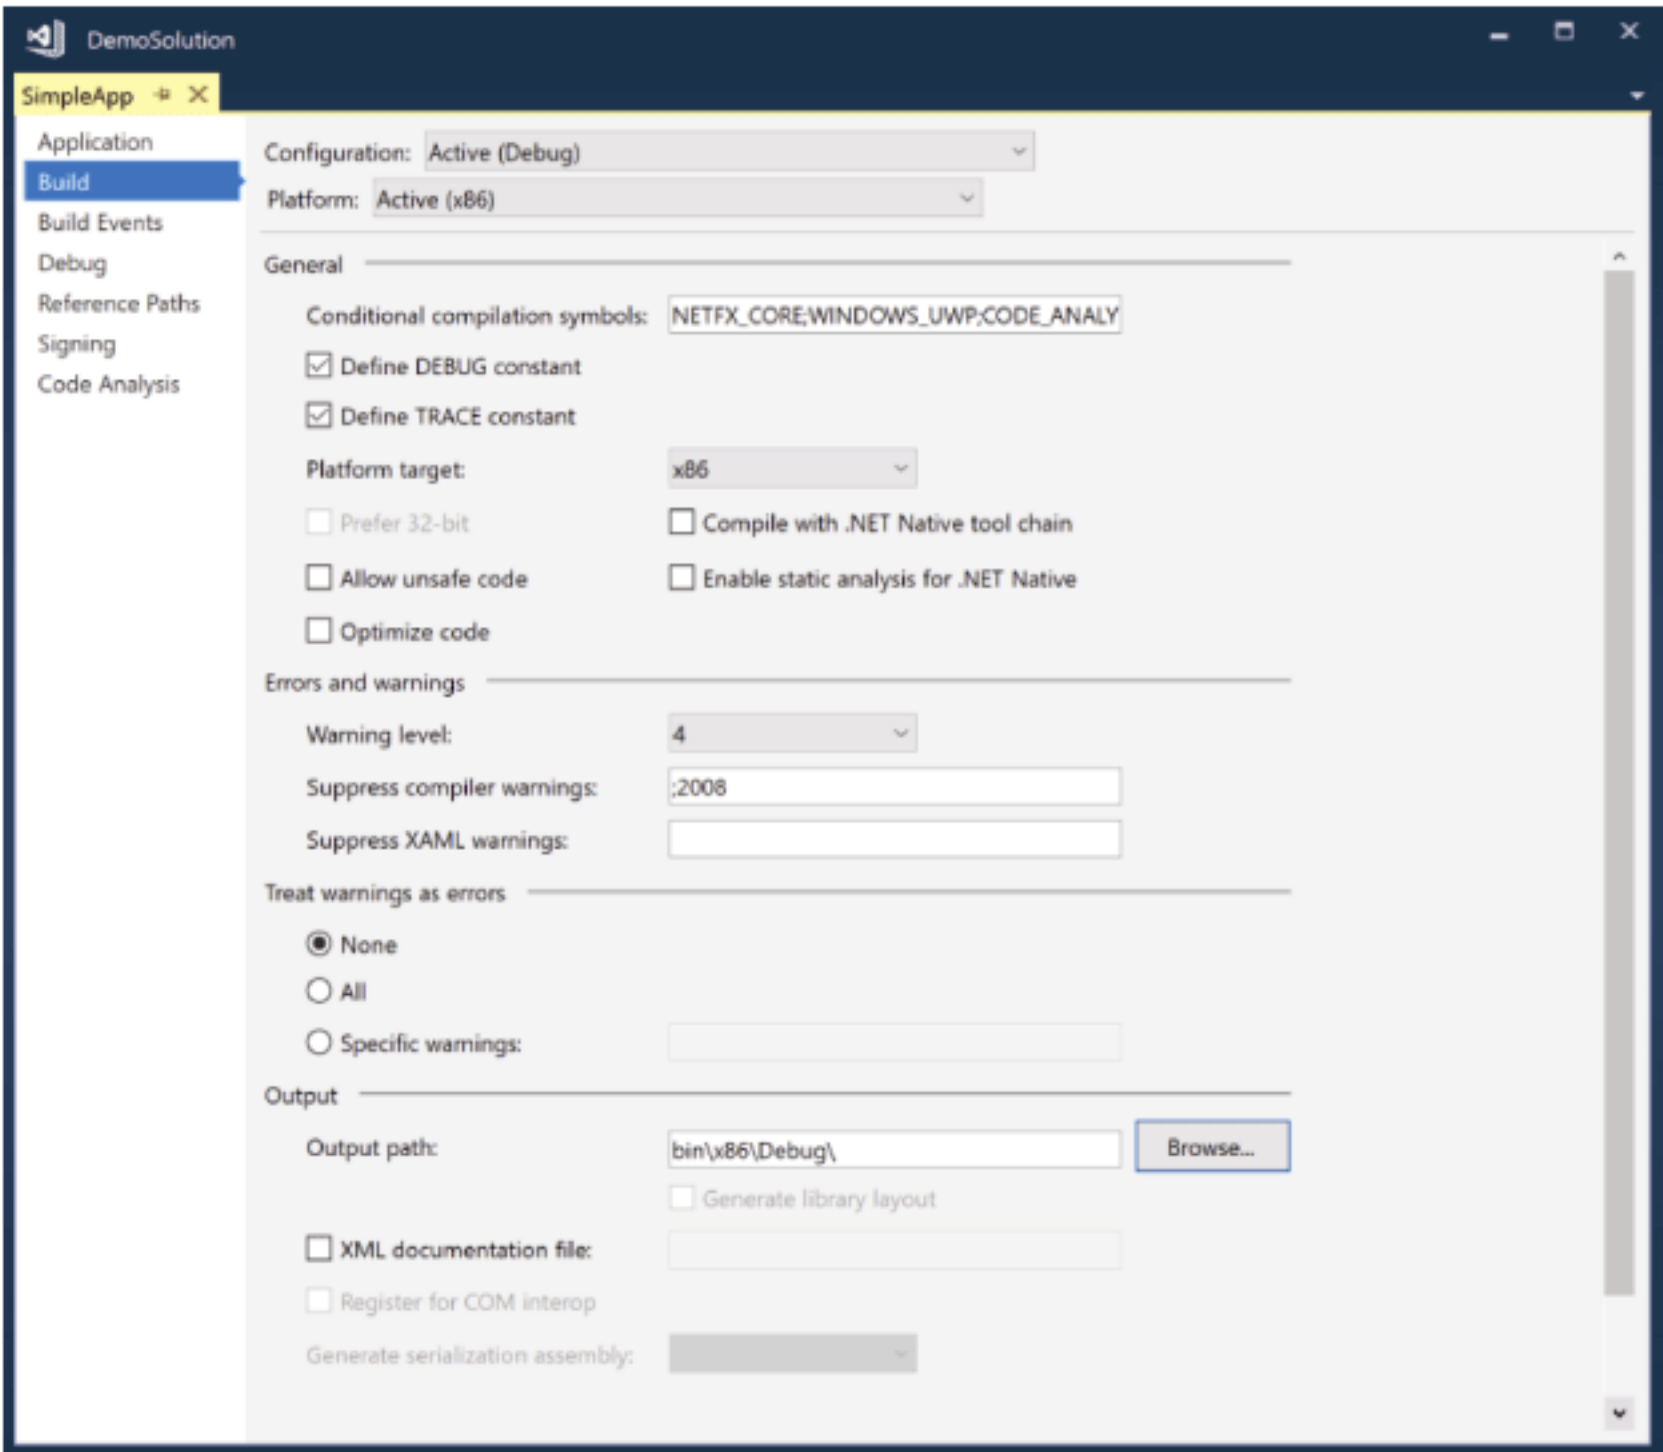 DemoSolution
SimpleApp
Application
Build
Build Events
Debug
Reference Paths
Signing
Code Analysis
Configuration: Active (Debug)
Platform: Active (x86)
General
Conditional compilation symbols: NETFX_CORE;WINDOWS_UWP;CODE_ANALY
Define DEBUG constant
Define TRACE constant
Platform target: x86
Prefer 32-bit Compile with .NET Native tool chain
Allow unsafe code Enable static analysis for .NET Native
Optimize code
Errors and warnings
Warning level: 4
Suppress compiler warnings: ;2008
Suppress XAML warnings:
Treat warnings as errors
None
All
Specific warnings:
Output
Output path: bin\x86\Debug\ Browse...
Generate library layout
XML documentation file:
Register for COM interop
Generate serialization assembly: